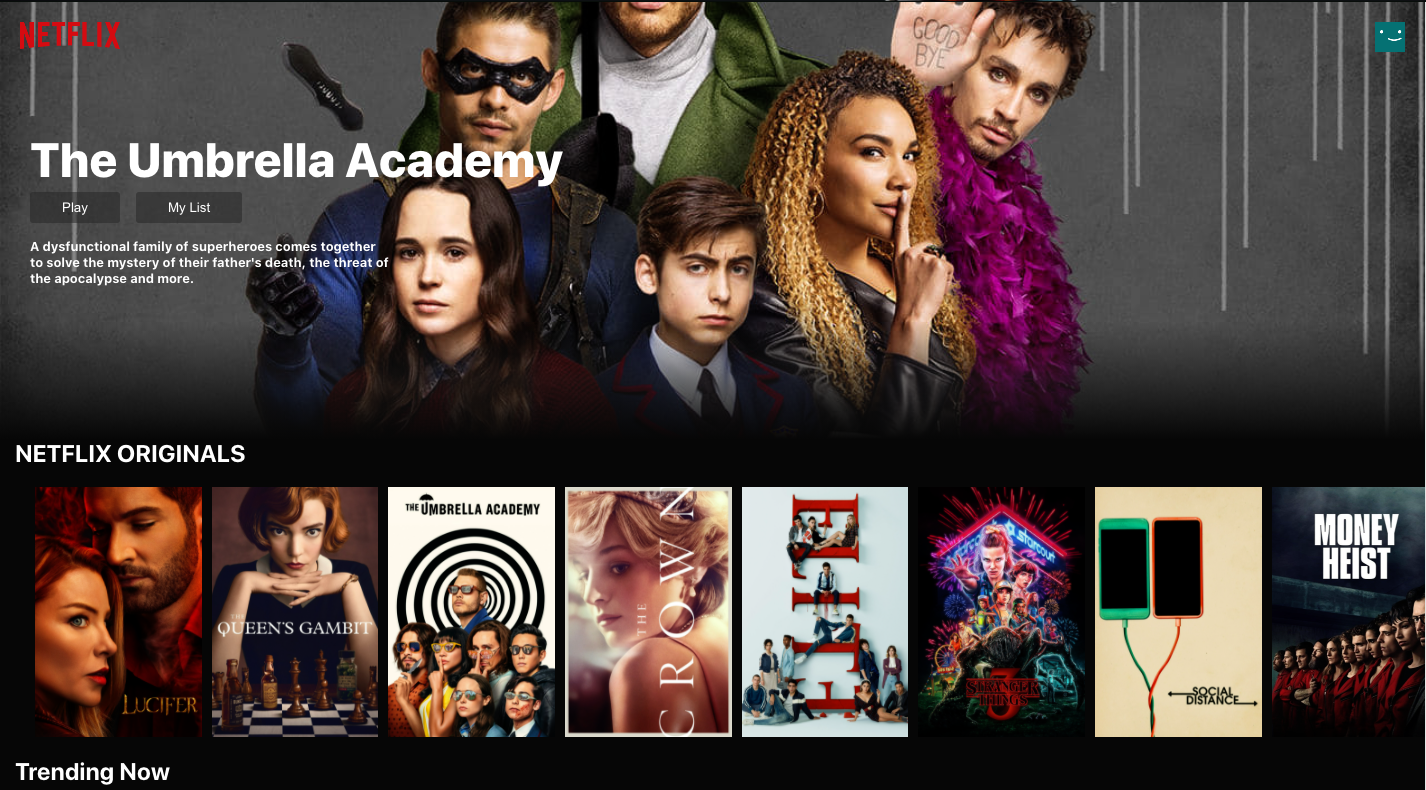 NETFLIX
GOOD
BYE
The Umbrella Academy
Play
My List
A dysfunctional family of superheroes comes together
to solve the mystery of their father's death, the threat of
the apocalypse and more.
NETFLIX ORIGINALS
LUCIFER
THE
QUEEN'S GAMBIT
THE UMBRELLA ACADEMY
THE
CROWN
ELITE
starcourt
STRANGER
THINGS
3
SOCIAL
DISTANCE
MONEY
HEIST
Trending Now